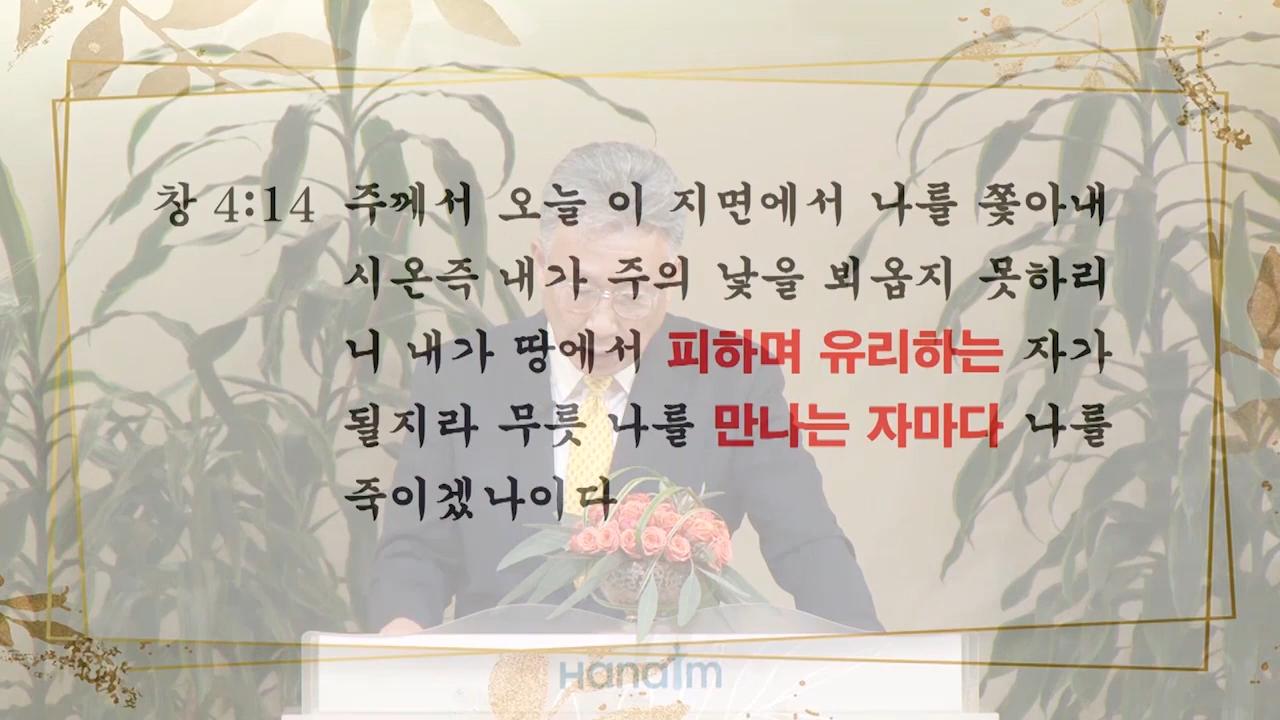 창 4:14 주께서 오늘 이 지면에서 나를 쫓아내
시온즉 내가 주의 낯을 뵈옵지 못하리
니 내가 땅에서 피하며 유리하는 자가
될지라 무릇 나를 만나는 자마다 나를
죽이겠나이다
Hanaim